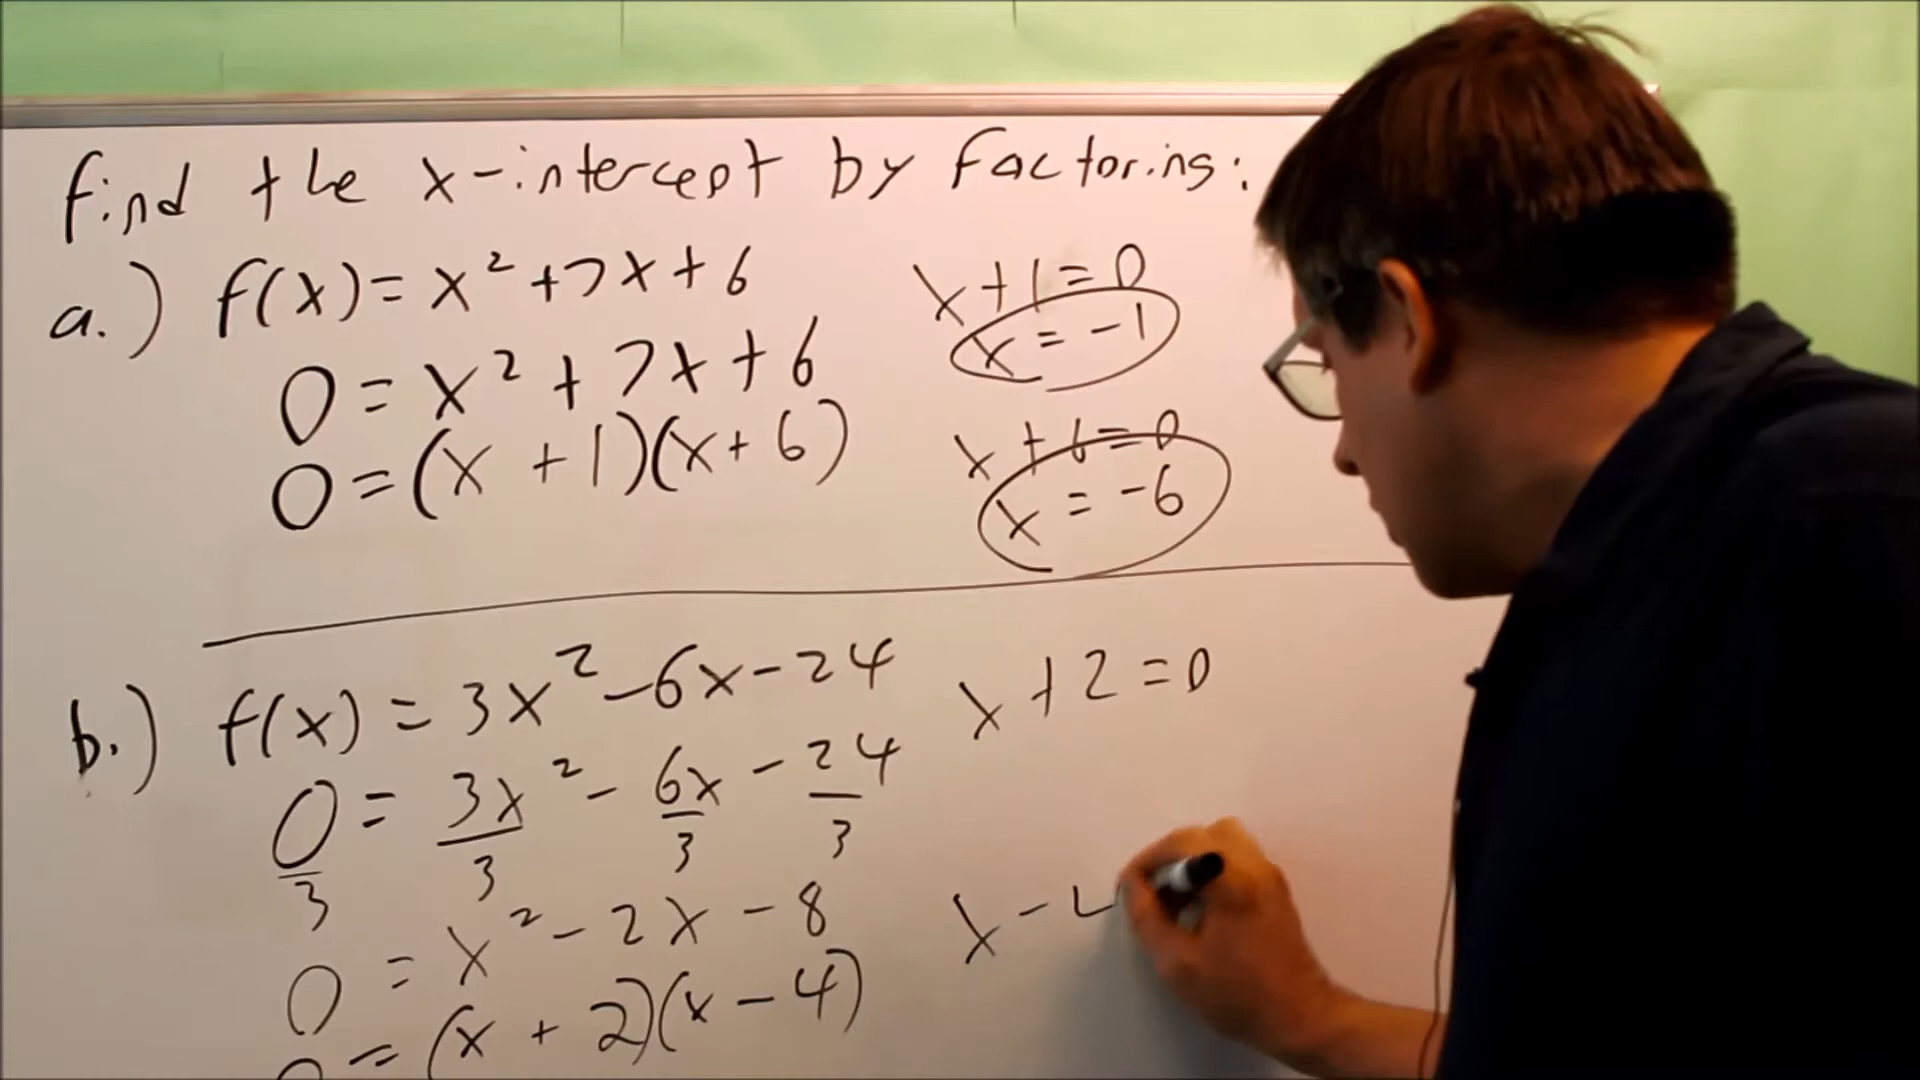 Find the x-intercept by factoring:
a.) f(x) = x² + 7x + 6
0 = x² + 7x + 6
0 = (x + 1)(x + 6)
x + 1 = 0
x = -1
x + 6 = 0
x = -6
b.) f(x) = 3x² - 6x - 24
0/3 = 3x²/3 - 6x/3 - 24/3
0 = x² - 2x - 8
0 = (x + 2)(x - 4)
x + 2 = 0
x -